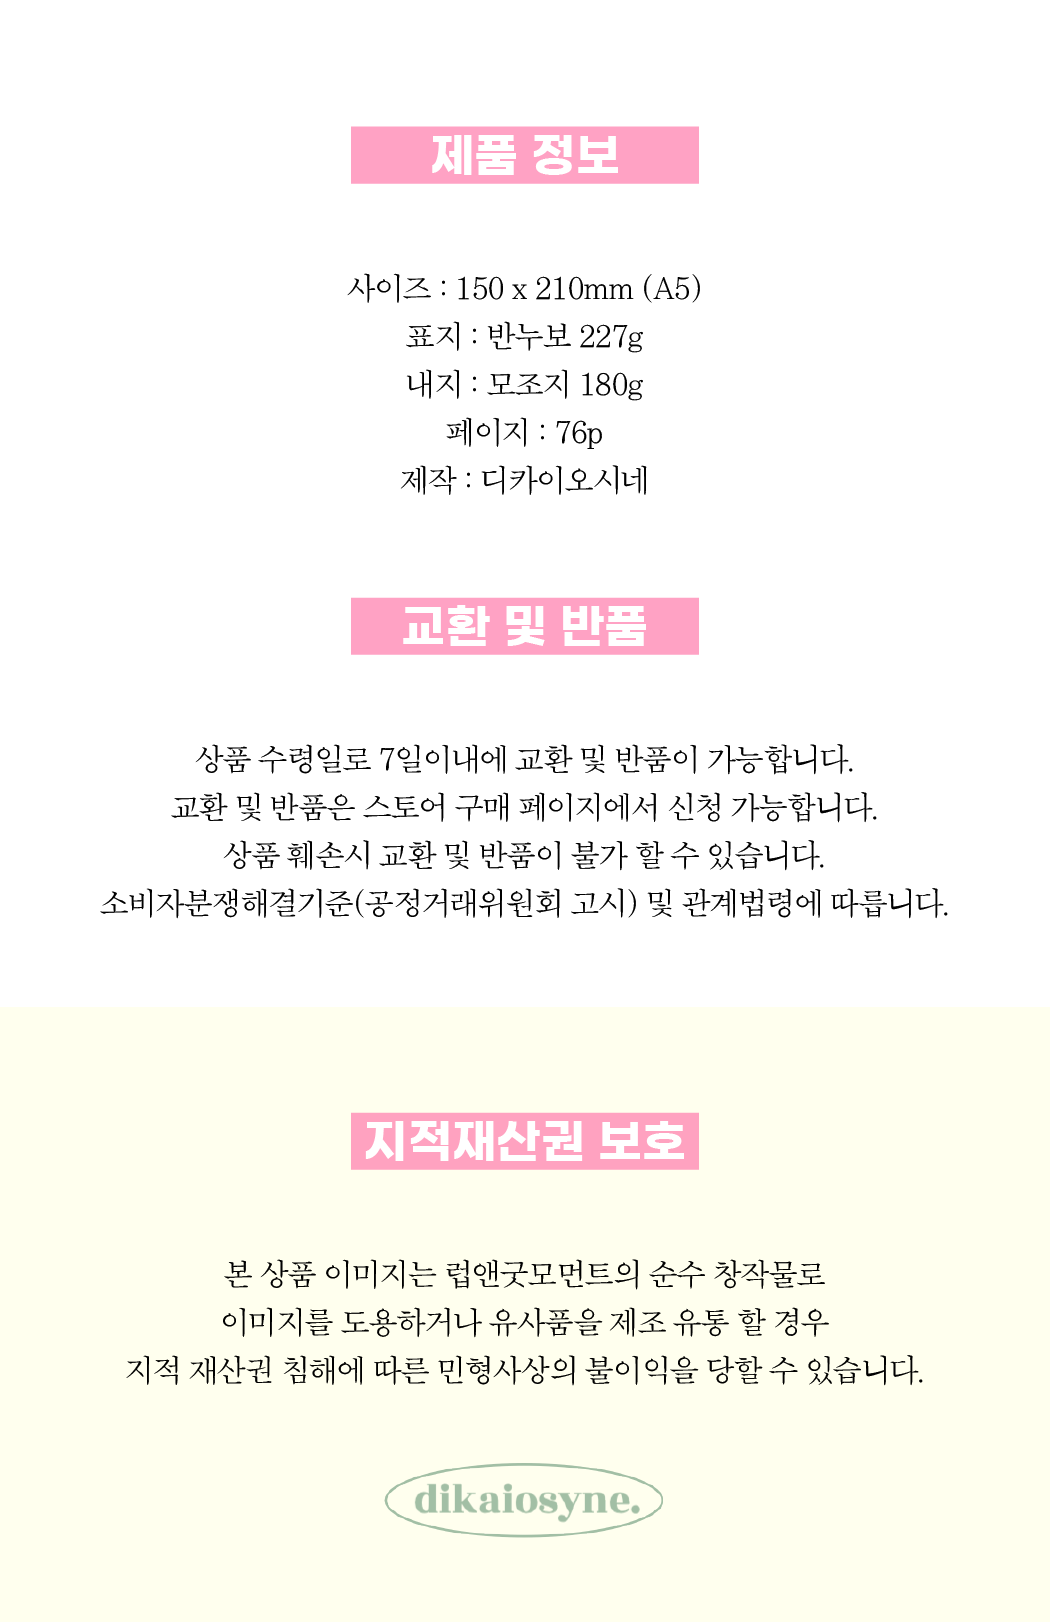 제품 정보
사이즈 : 150 x 210mm (A5)
표지 : 반누보 227g
내지 : 모조지 180g
페이지 : 76p
제작 : 디카이오시네
교환 및 반품
상품 수령일로 7일이내에 교환 및 반품이 가능합니다.
교환 및 반품은 스토어 구매 페이지에서 신청 가능합니다.
상품 훼손시 교환 및 반품이 불가 할 수 있습니다.
소비자분쟁해결기준(공정거래위원회 고시) 및 관계법령에 따릅니다.
지적재산권 보호
본 상품 이미지는 럽앤굿모먼트의 순수 창작물로
이미지를 도용하거나 유사품을 제조 유통 할 경우
지적 재산권 침해에 따른 민형사상의 불이익을 당할 수 있습니다.
dikaiosyne.